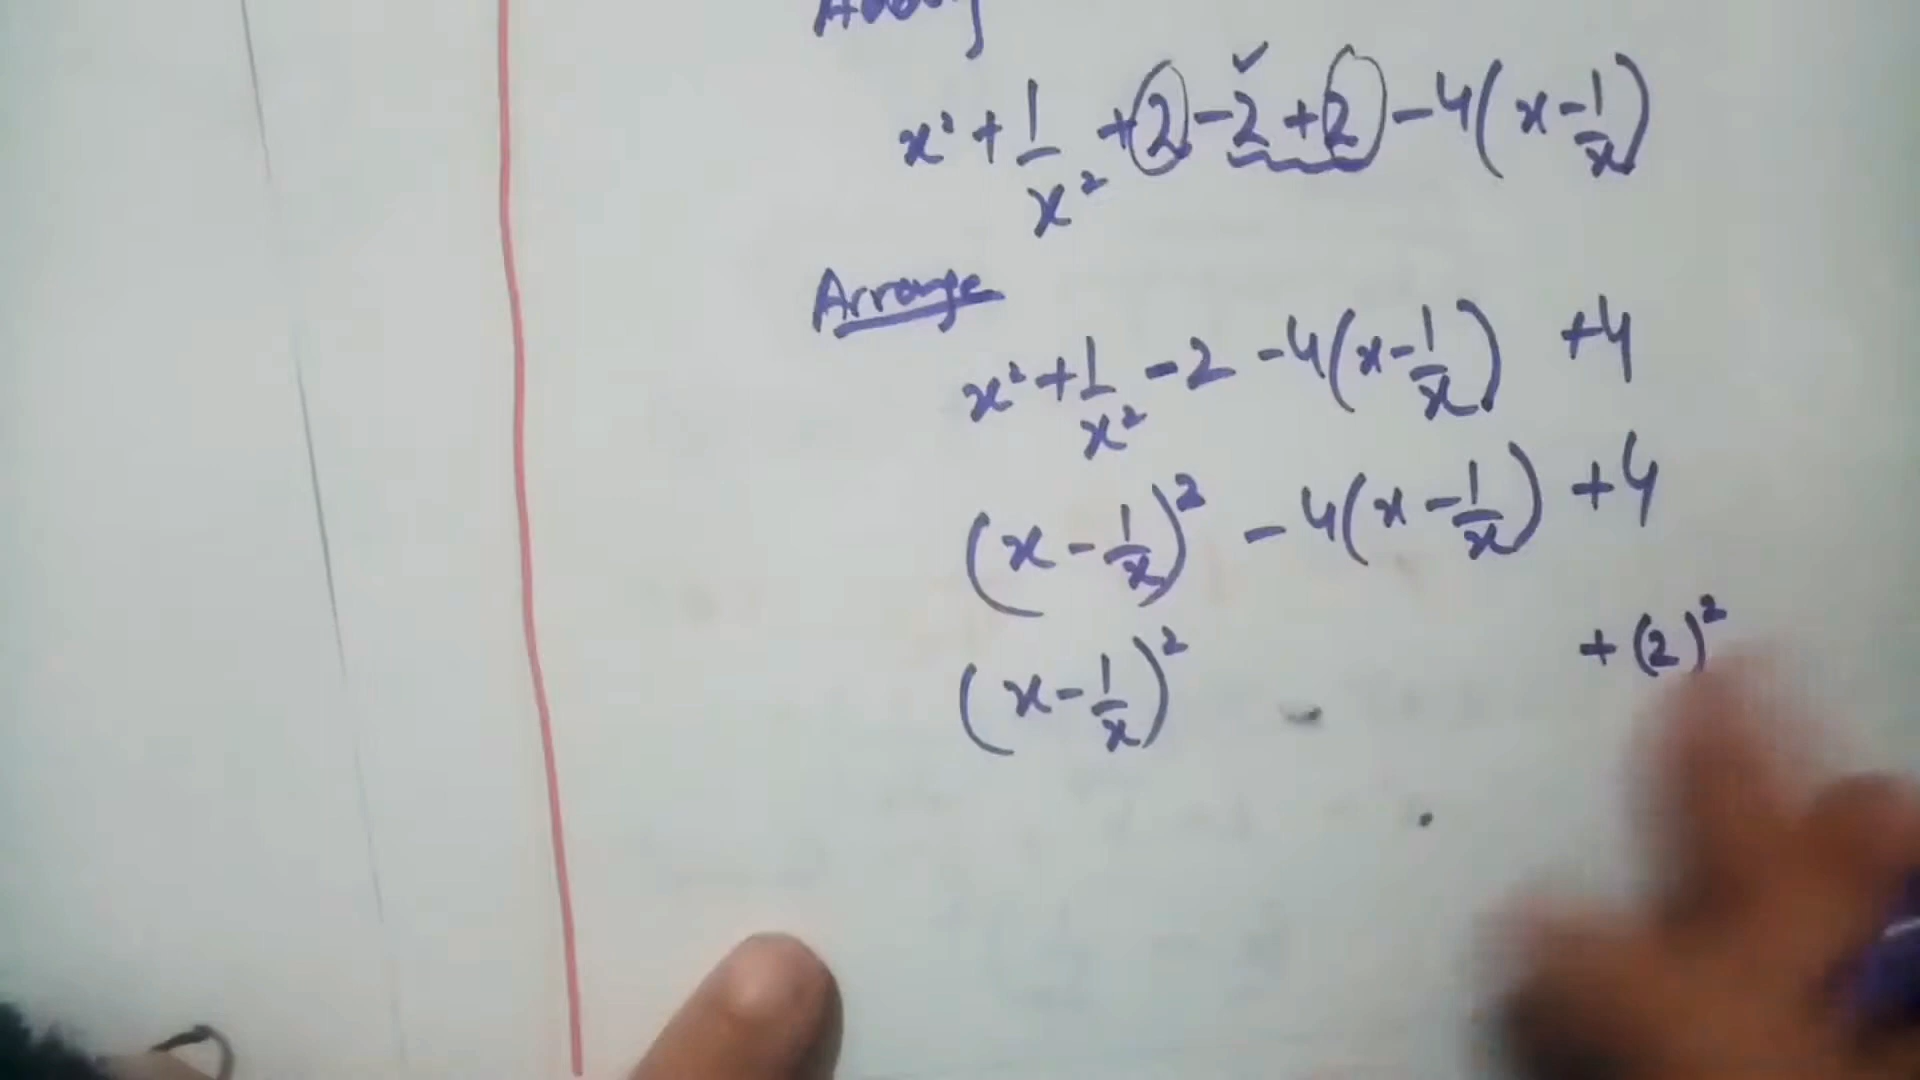 Adding
x² + 1/x² + 2 - 2 + 2 - 4(x - 1/x)
Arrange
x² + 1/x² - 2 - 4(x - 1/x) + 4
(x - 1/x)² - 4(x - 1/x) + 4
(x - 1/x)² + (2)²